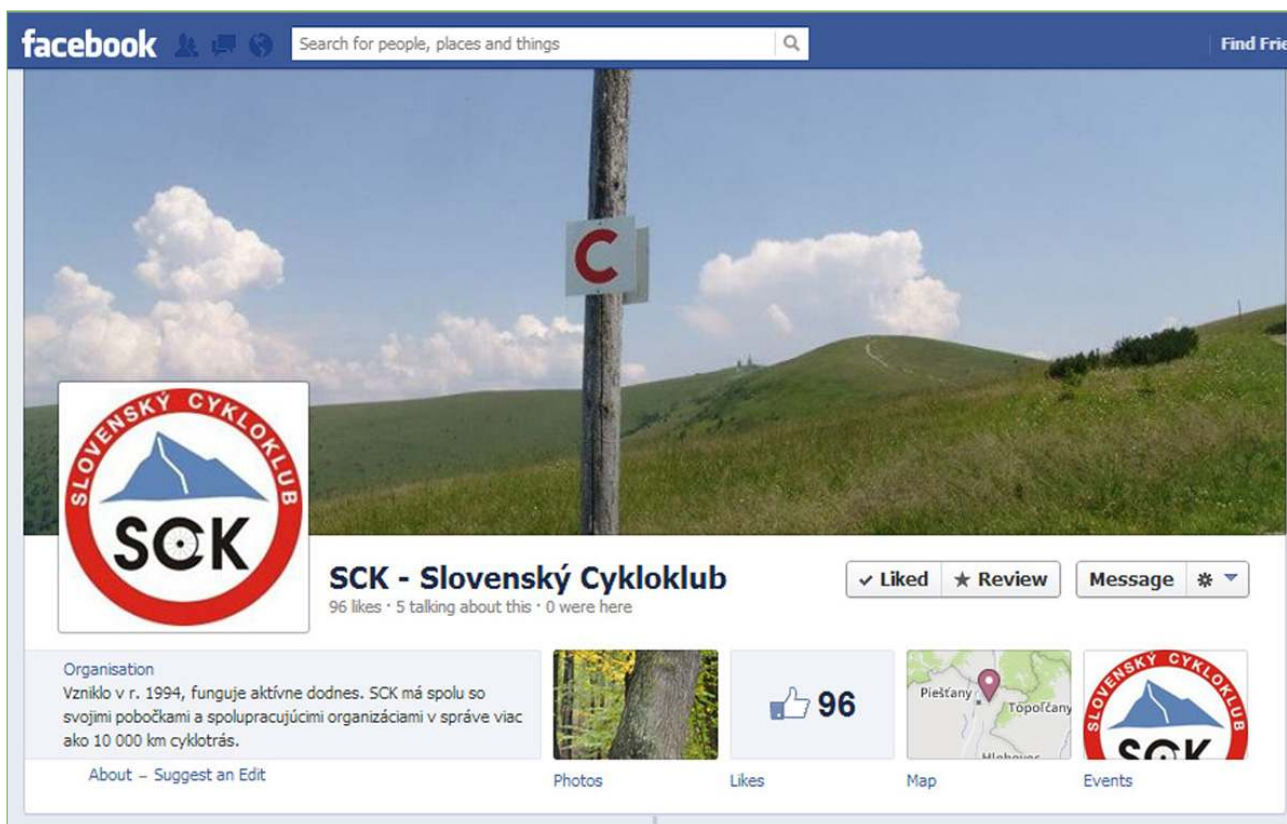 facebook
Search for people, places and things
Find Frie
C
SLOVENSKÝ CYKLOKLUB
SCK
SCK - Slovenský Cykloklub
Liked
Review
Message
96 likes · 5 talking about this · 0 were here
Organisation
Vzniklo v r. 1994, funguje aktívne dodnes. SCK má spolu so
svojimi pobočkami a spolupracujúcimi organizáciami v správe viac
ako 10 000 km cyklotrás.
About – Suggest an Edit
96
Piešťany
Topoľčany
Hlohovec
SLOVENSKÝ CYKLOKLUB
SCK
Photos
Likes
Map
Events